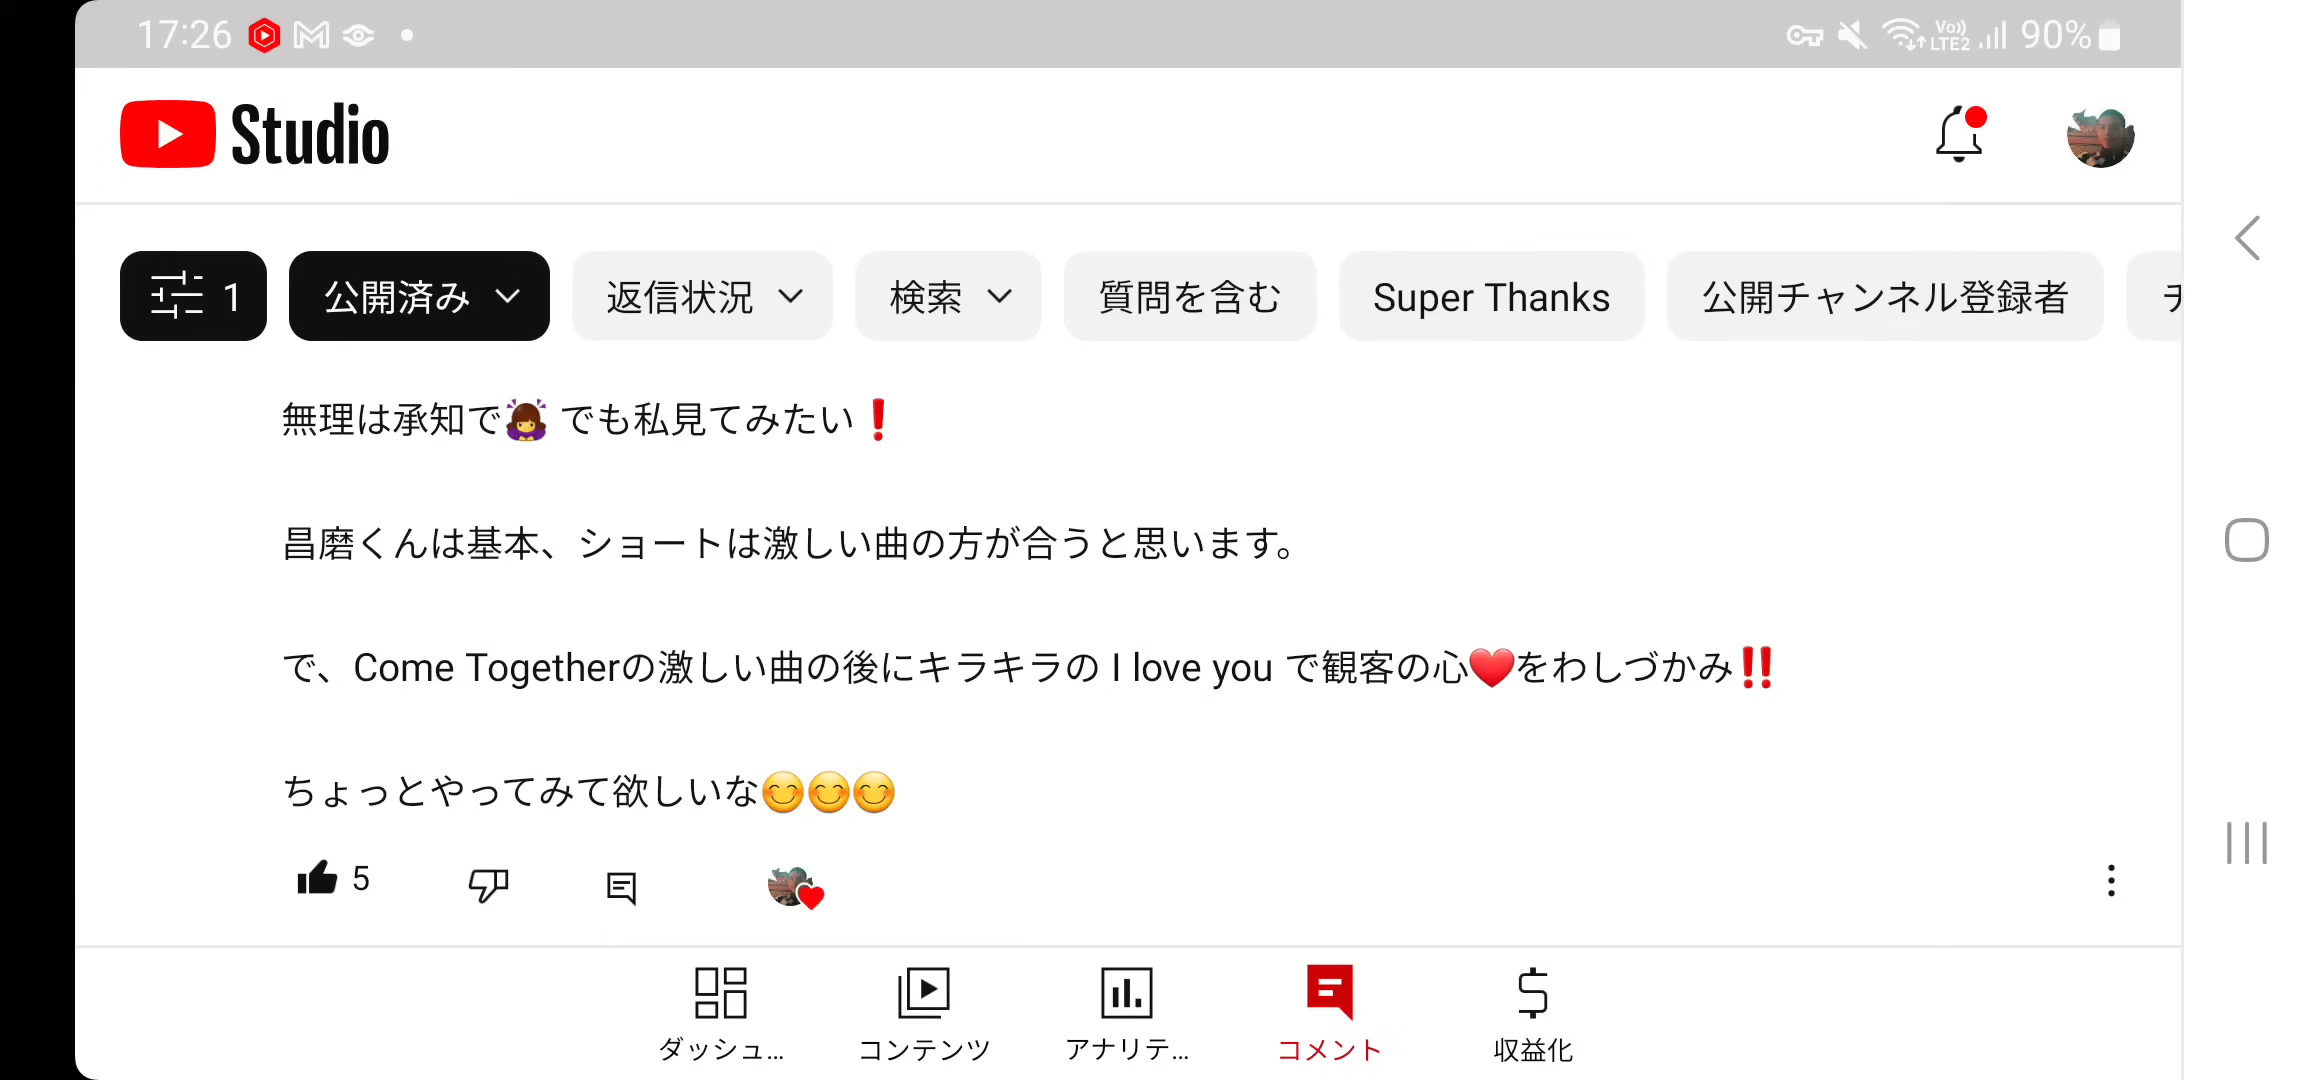 17:26
Vo)) LTE2 90%
Studio
1 公開済み 返信状況 検索 質問を含む Super Thanks 公開チャンネル登録者 チ
無理は承知で🙇‍♀️ でも私見てみたい❗
昌磨くんは基本、ショートは激しい曲の方が合うと思います。
で、Come Togetherの激しい曲の後にキラキラの I love you で観客の心❤️をわしづかみ‼️
ちょっとやってみて欲しいな😊😊😊
5
ダッシュ... コンテンツ アナリテ... コメント 収益化